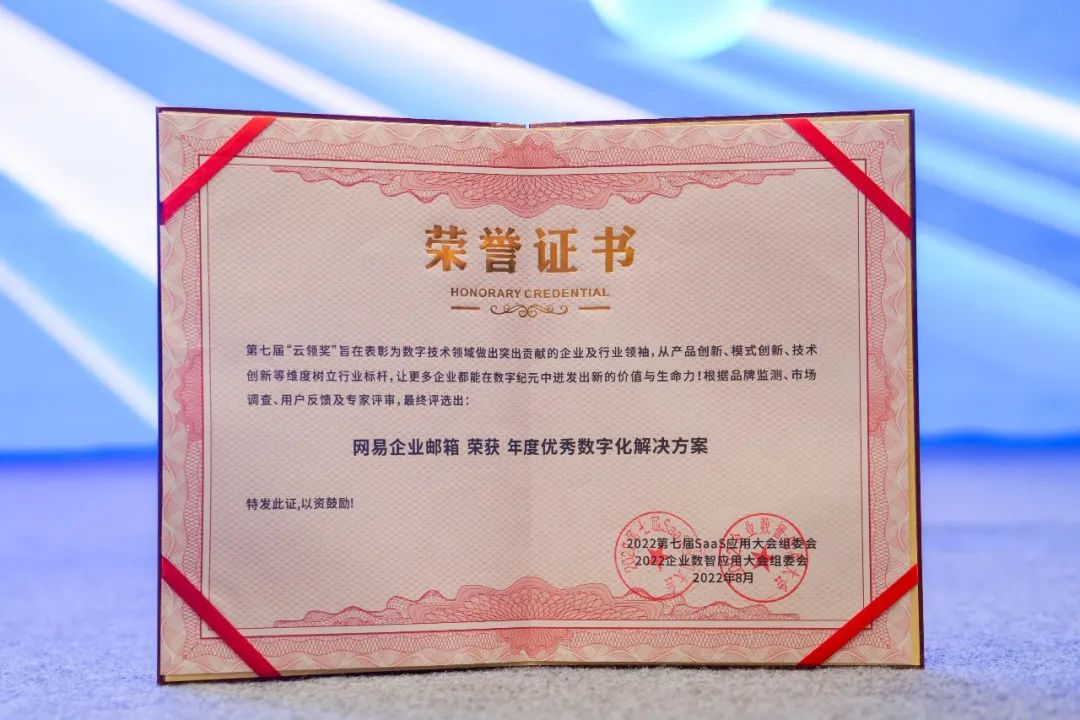 荣誉证书
HONORARY CREDENTIAL
第七届“云领奖”旨在表彰为数字技术领域做出突出贡献的企业及行业领袖，从产品创新、模式创新、技术
创新等维度树立行业标杆，让更多企业都能在数字纪元中迸发出新的价值与生命力！根据品牌监测、市场
调查、用户反馈及专家评审，最终评选出：
网易企业邮箱 荣获 年度优秀数字化解决方案
特发此证，以资鼓励！
2022第七届SaaS应用大会组委会
2022企业数智应用大会组委会
2022年8月